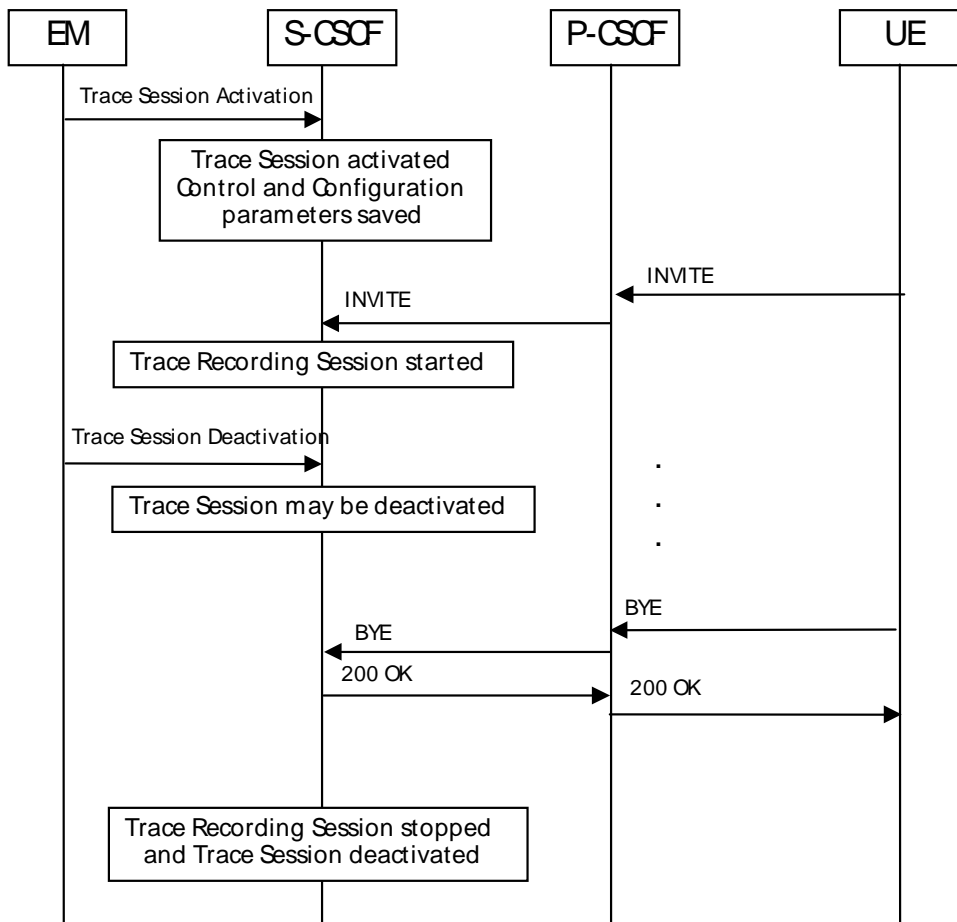 EM
S-CSCF
P-CSCF
UE
Trace Session Activation
Trace Session activated
Control and Configuration
parameters saved
INVITE
INVITE
Trace Recording Session started
Trace Session Deactivation
Trace Session may be deactivated
.
.
.
BYE
BYE
200 OK
200 OK
Trace Recording Session stopped
and Trace Session deactivated